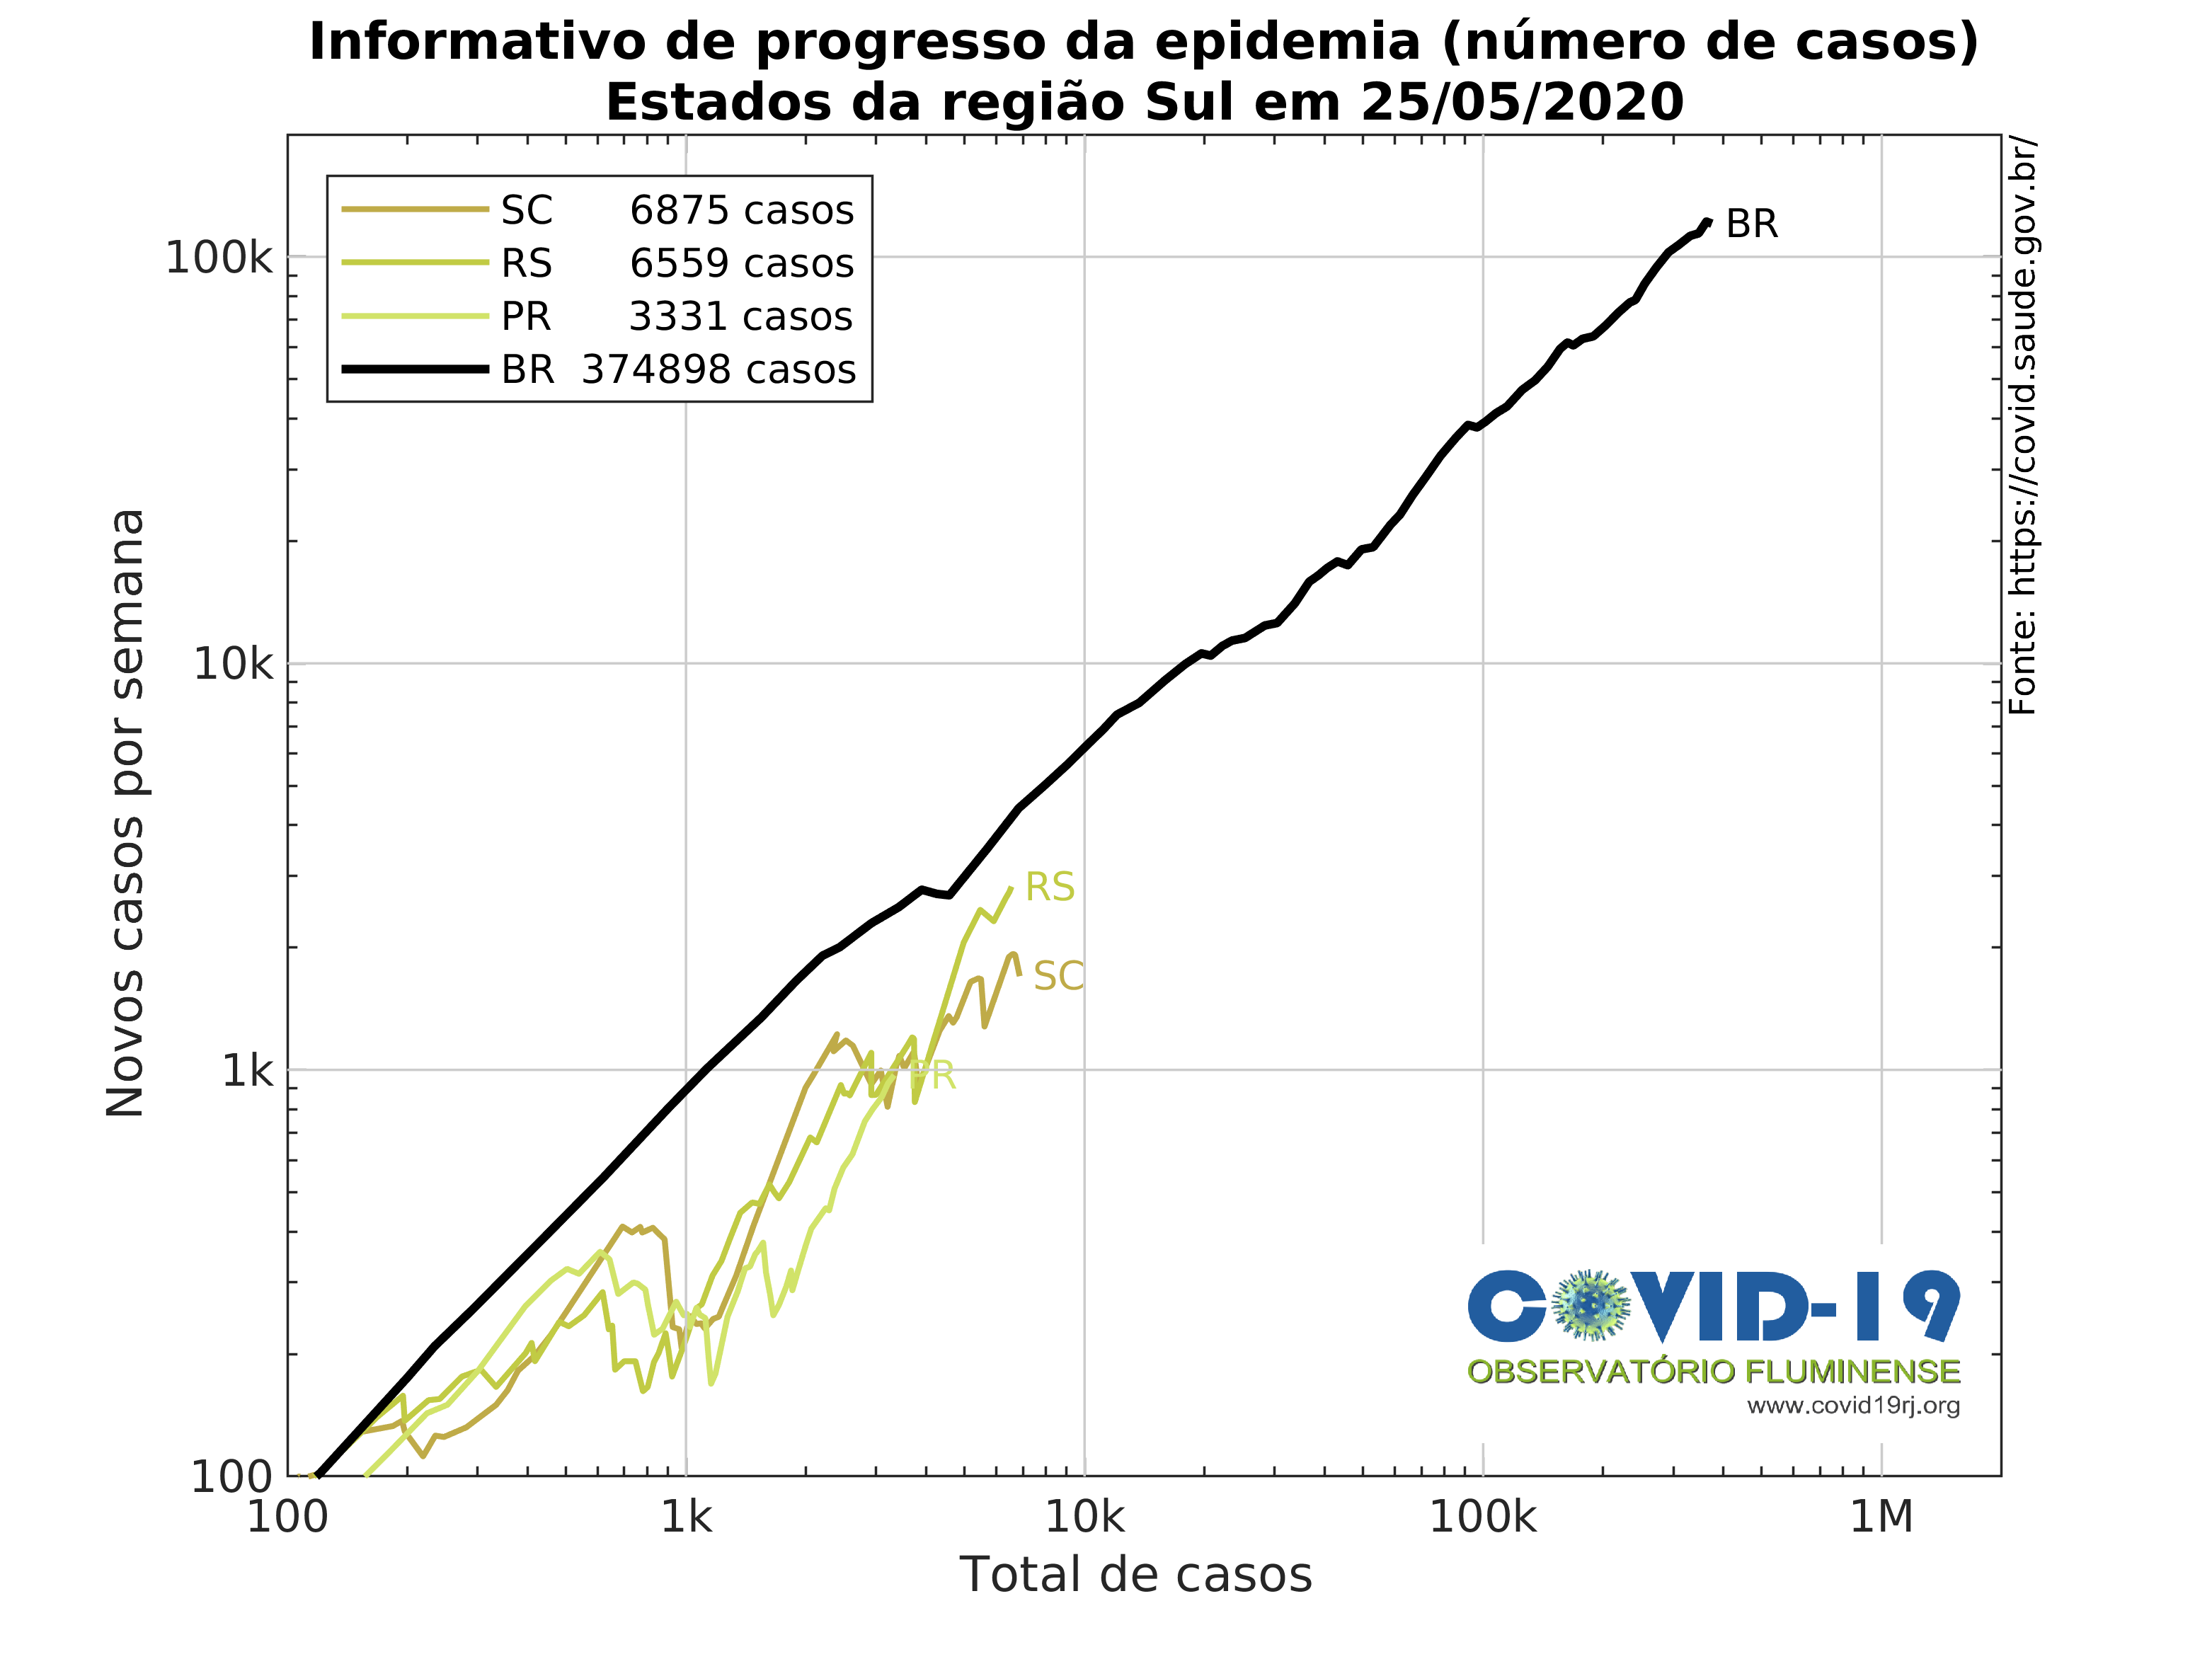 Informativo de progresso da epidemia (número de casos)
Estados da região Sul em 25/05/2020
SC 6875 casos
RS 6559 casos
PR 3331 casos
BR 374898 casos
BR
RS
SC
PR
100k
10k
1k
100
Novos casos por semana
100 1k 10k 100k 1M
Total de casos
Fonte: https://covid.saude.gov.br/
COVID-19
OBSERVATÓRIO FLUMINENSE
www.covid19rj.org